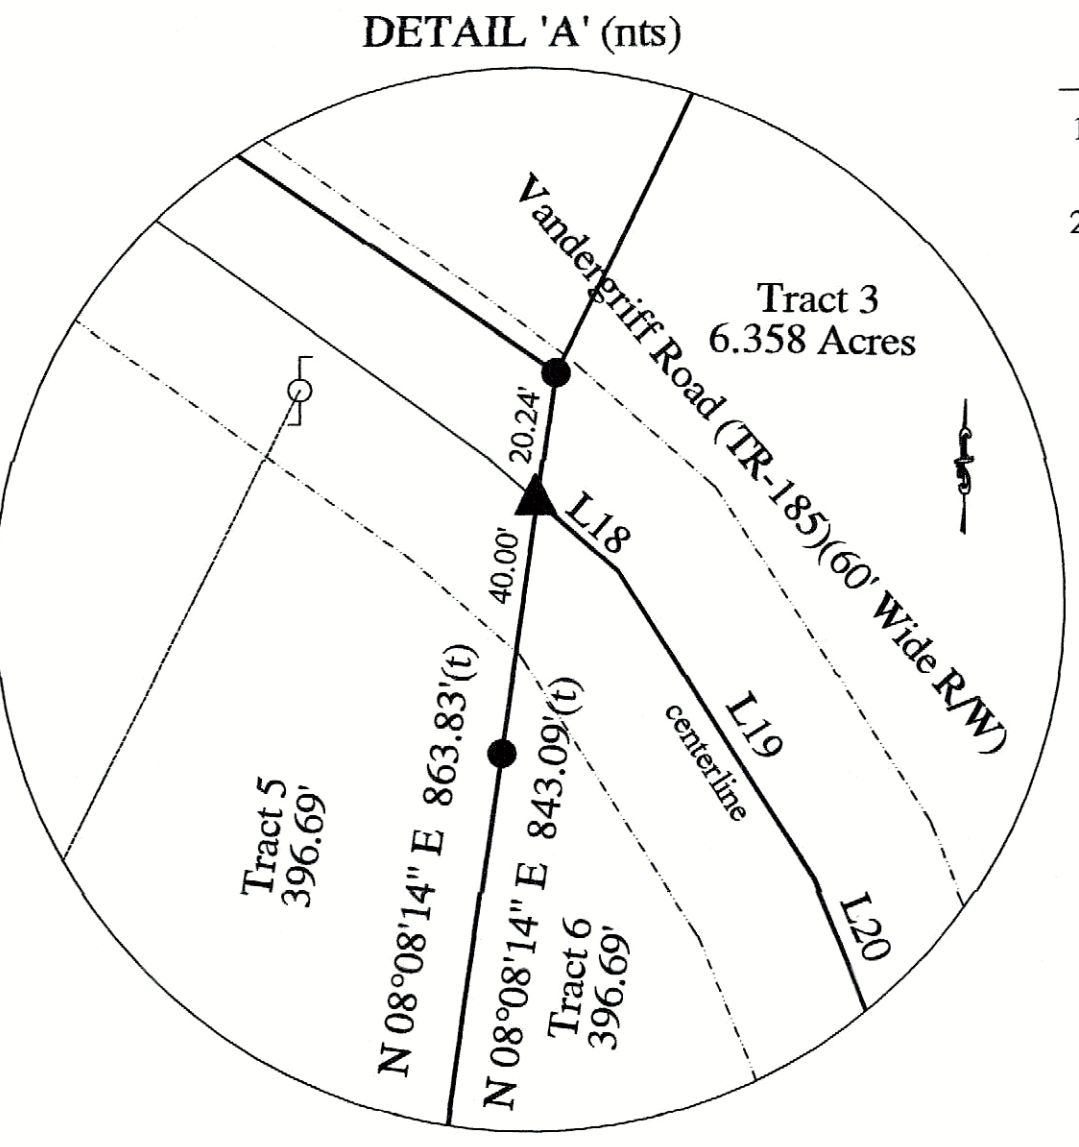 DETAIL 'A' (nts)
1
2
Vandergriff Road (TR-185)(60' Wide R/W)
Tract 3
6.358 Acres
20.24'
L18
40.00'
L19
centerline
L20
N 08°08'14" E 863.83'(t)
N 08°08'14" E 843.09'(t)
Tract 5
396.69'
Tract 6
396.69'